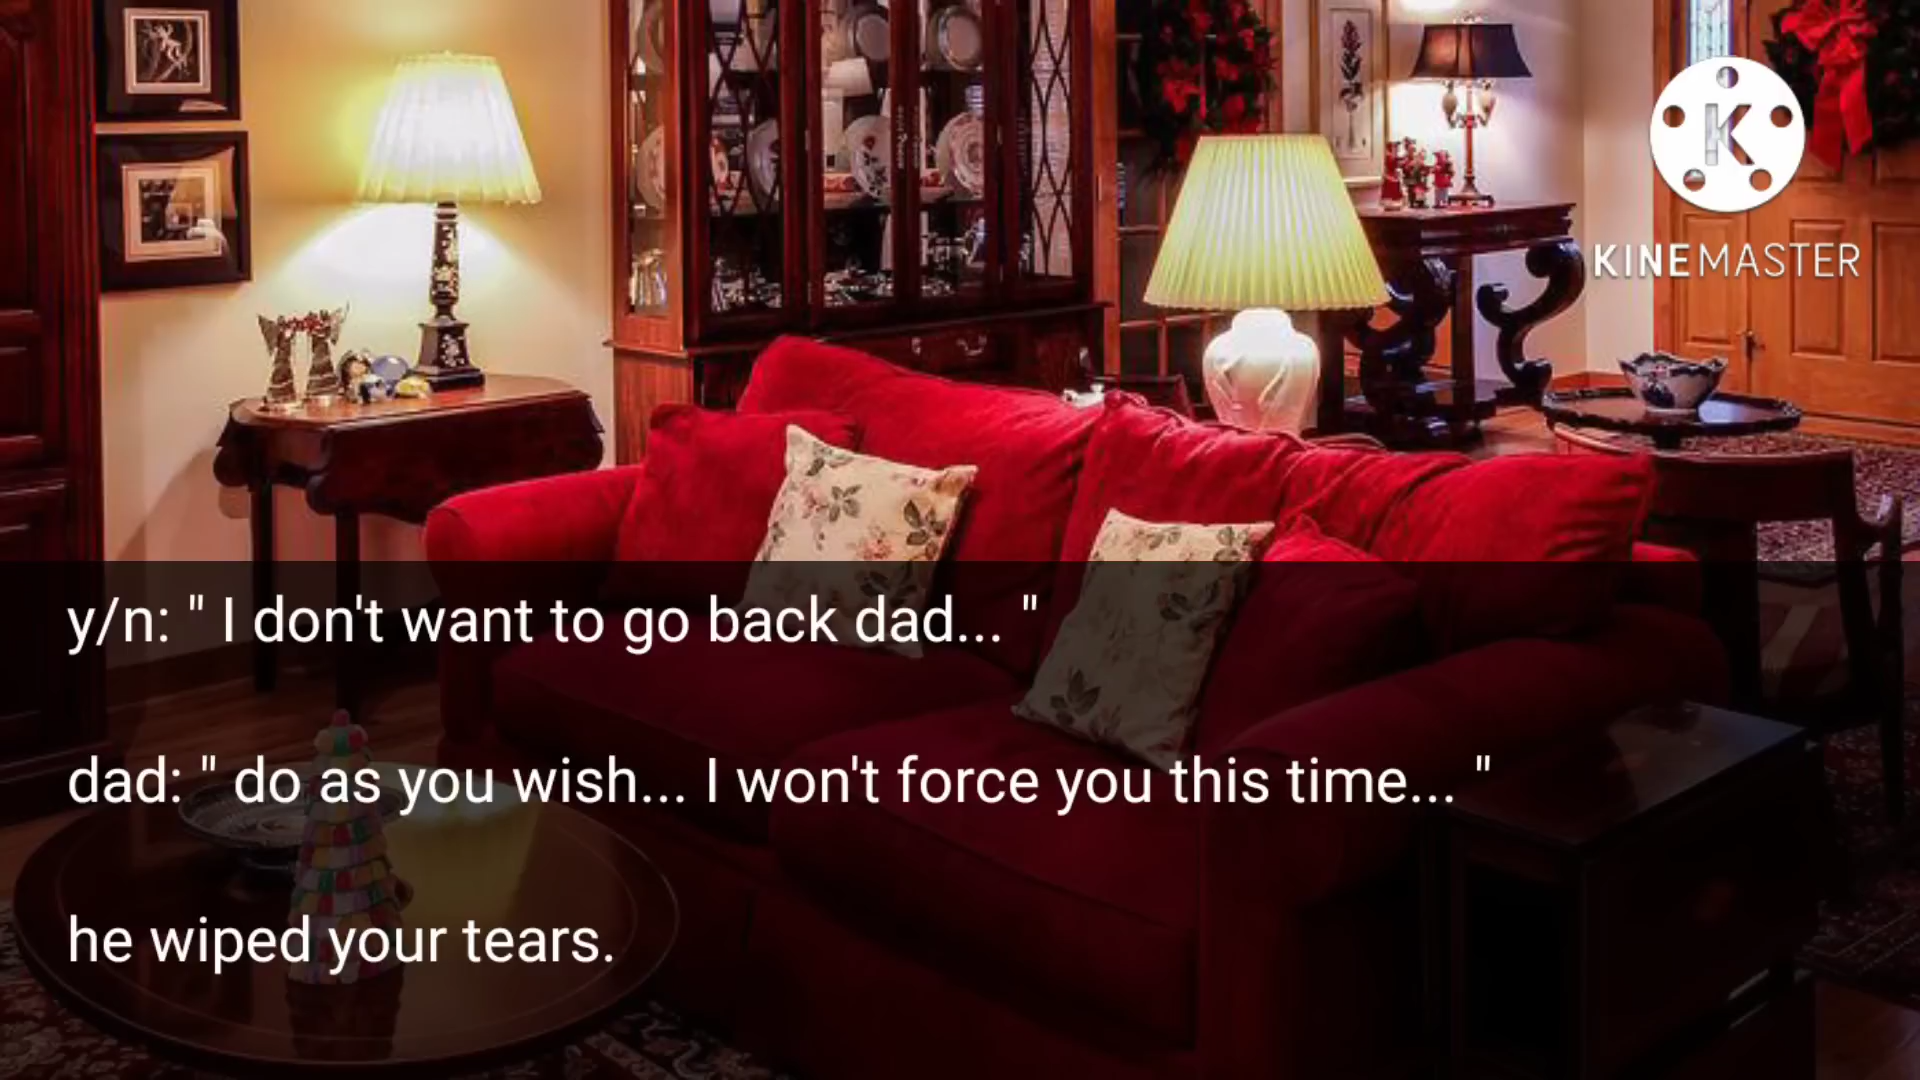 K
KINEMASTER
y/n: " I don't want to go back dad... "
dad: " do as you wish... I won't force you this time... "
he wiped your tears.